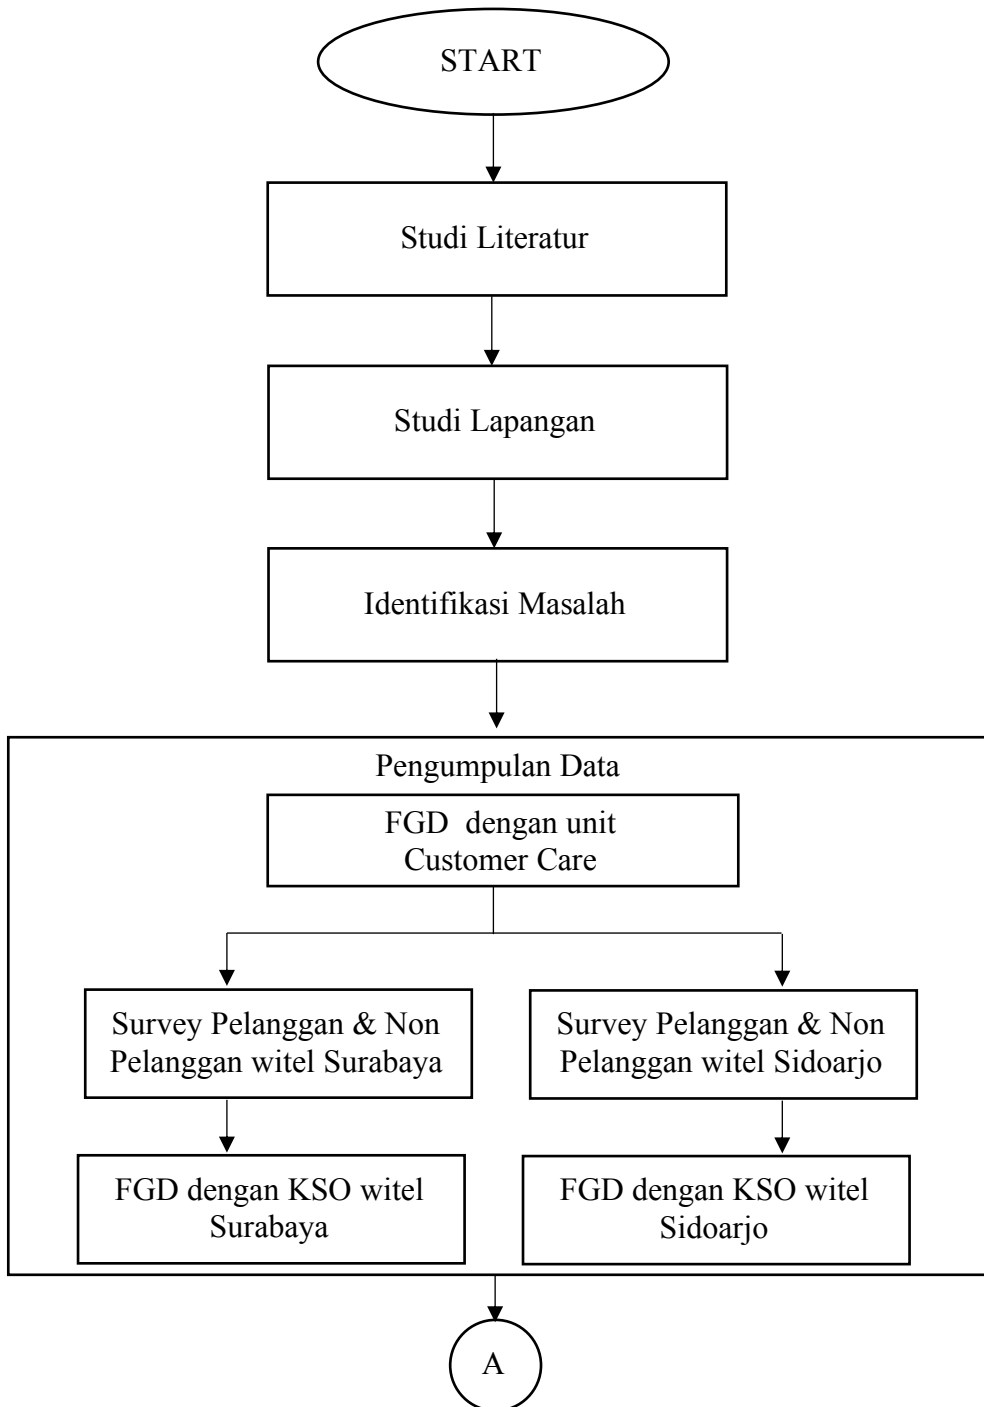 START
Studi Literatur
Studi Lapangan
Identifikasi Masalah
Pengumpulan Data
FGD  dengan unit
Customer Care
Survey Pelanggan & Non
Pelanggan witel Surabaya
Survey Pelanggan & Non
Pelanggan witel Sidoarjo
FGD dengan KSO witel
Surabaya
FGD dengan KSO witel
Sidoarjo
A